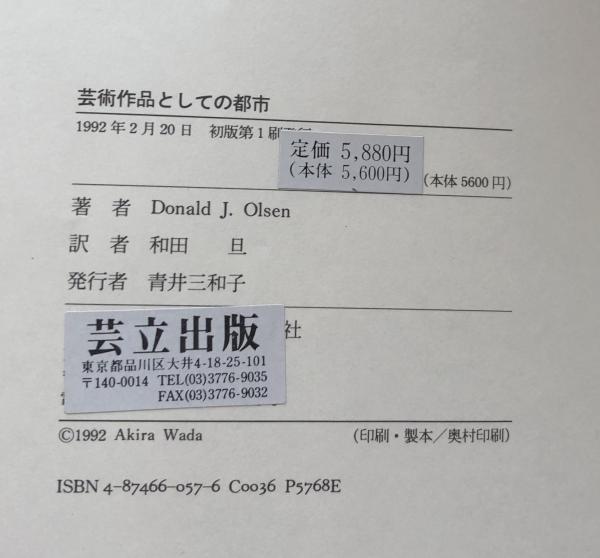 芸術作品としての都市
1992年2月20日 初版第1刷発行
定価 5,880円
(本体 5,600円)
(本体5600円)
著者 Donald J. Olsen
訳者 和田 旦
発行者 青井三和子
社
芸立出版
東京都品川区大井4-18-25-101
〒140-0014 TEL(03)3776-9035
FAX(03)3776-9032
©1992 Akira Wada
(印刷・製本/奥村印刷)
ISBN 4-87466-057-6 C0036 P5768E